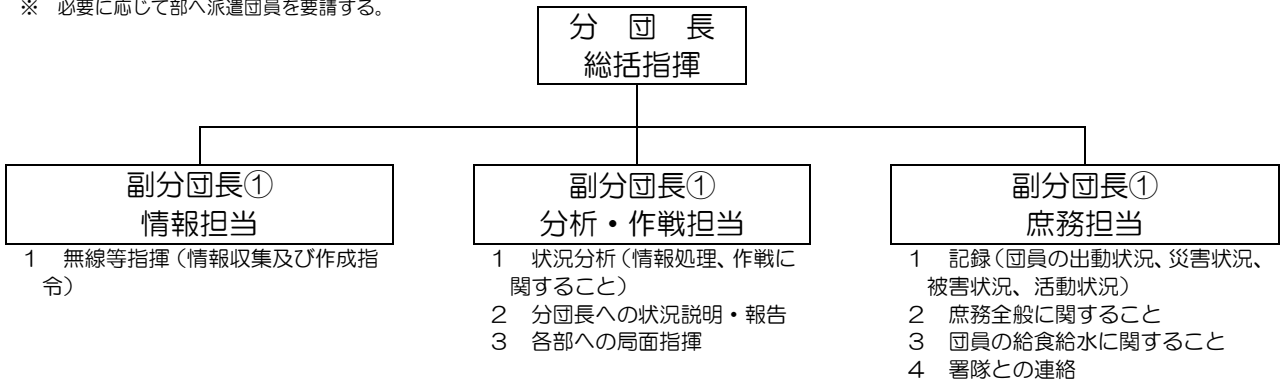 ※　必要に応じて部へ派遣団員を要請する。
分　団　長
総括指揮
副分団長①
情報担当
１　無線等指揮（情報収集及び作成指
令）
副分団長①
分析・作戦担当
１　状況分析（情報処理、作戦に
関すること）
２　分団長への状況説明・報告
３　各部への局面指揮
副分団長①
庶務担当
１　記録（団員の出動状況、災害状況、
被害状況、活動状況）
２　庶務全般に関すること
３　団員の給食給水に関すること
４　署隊との連絡